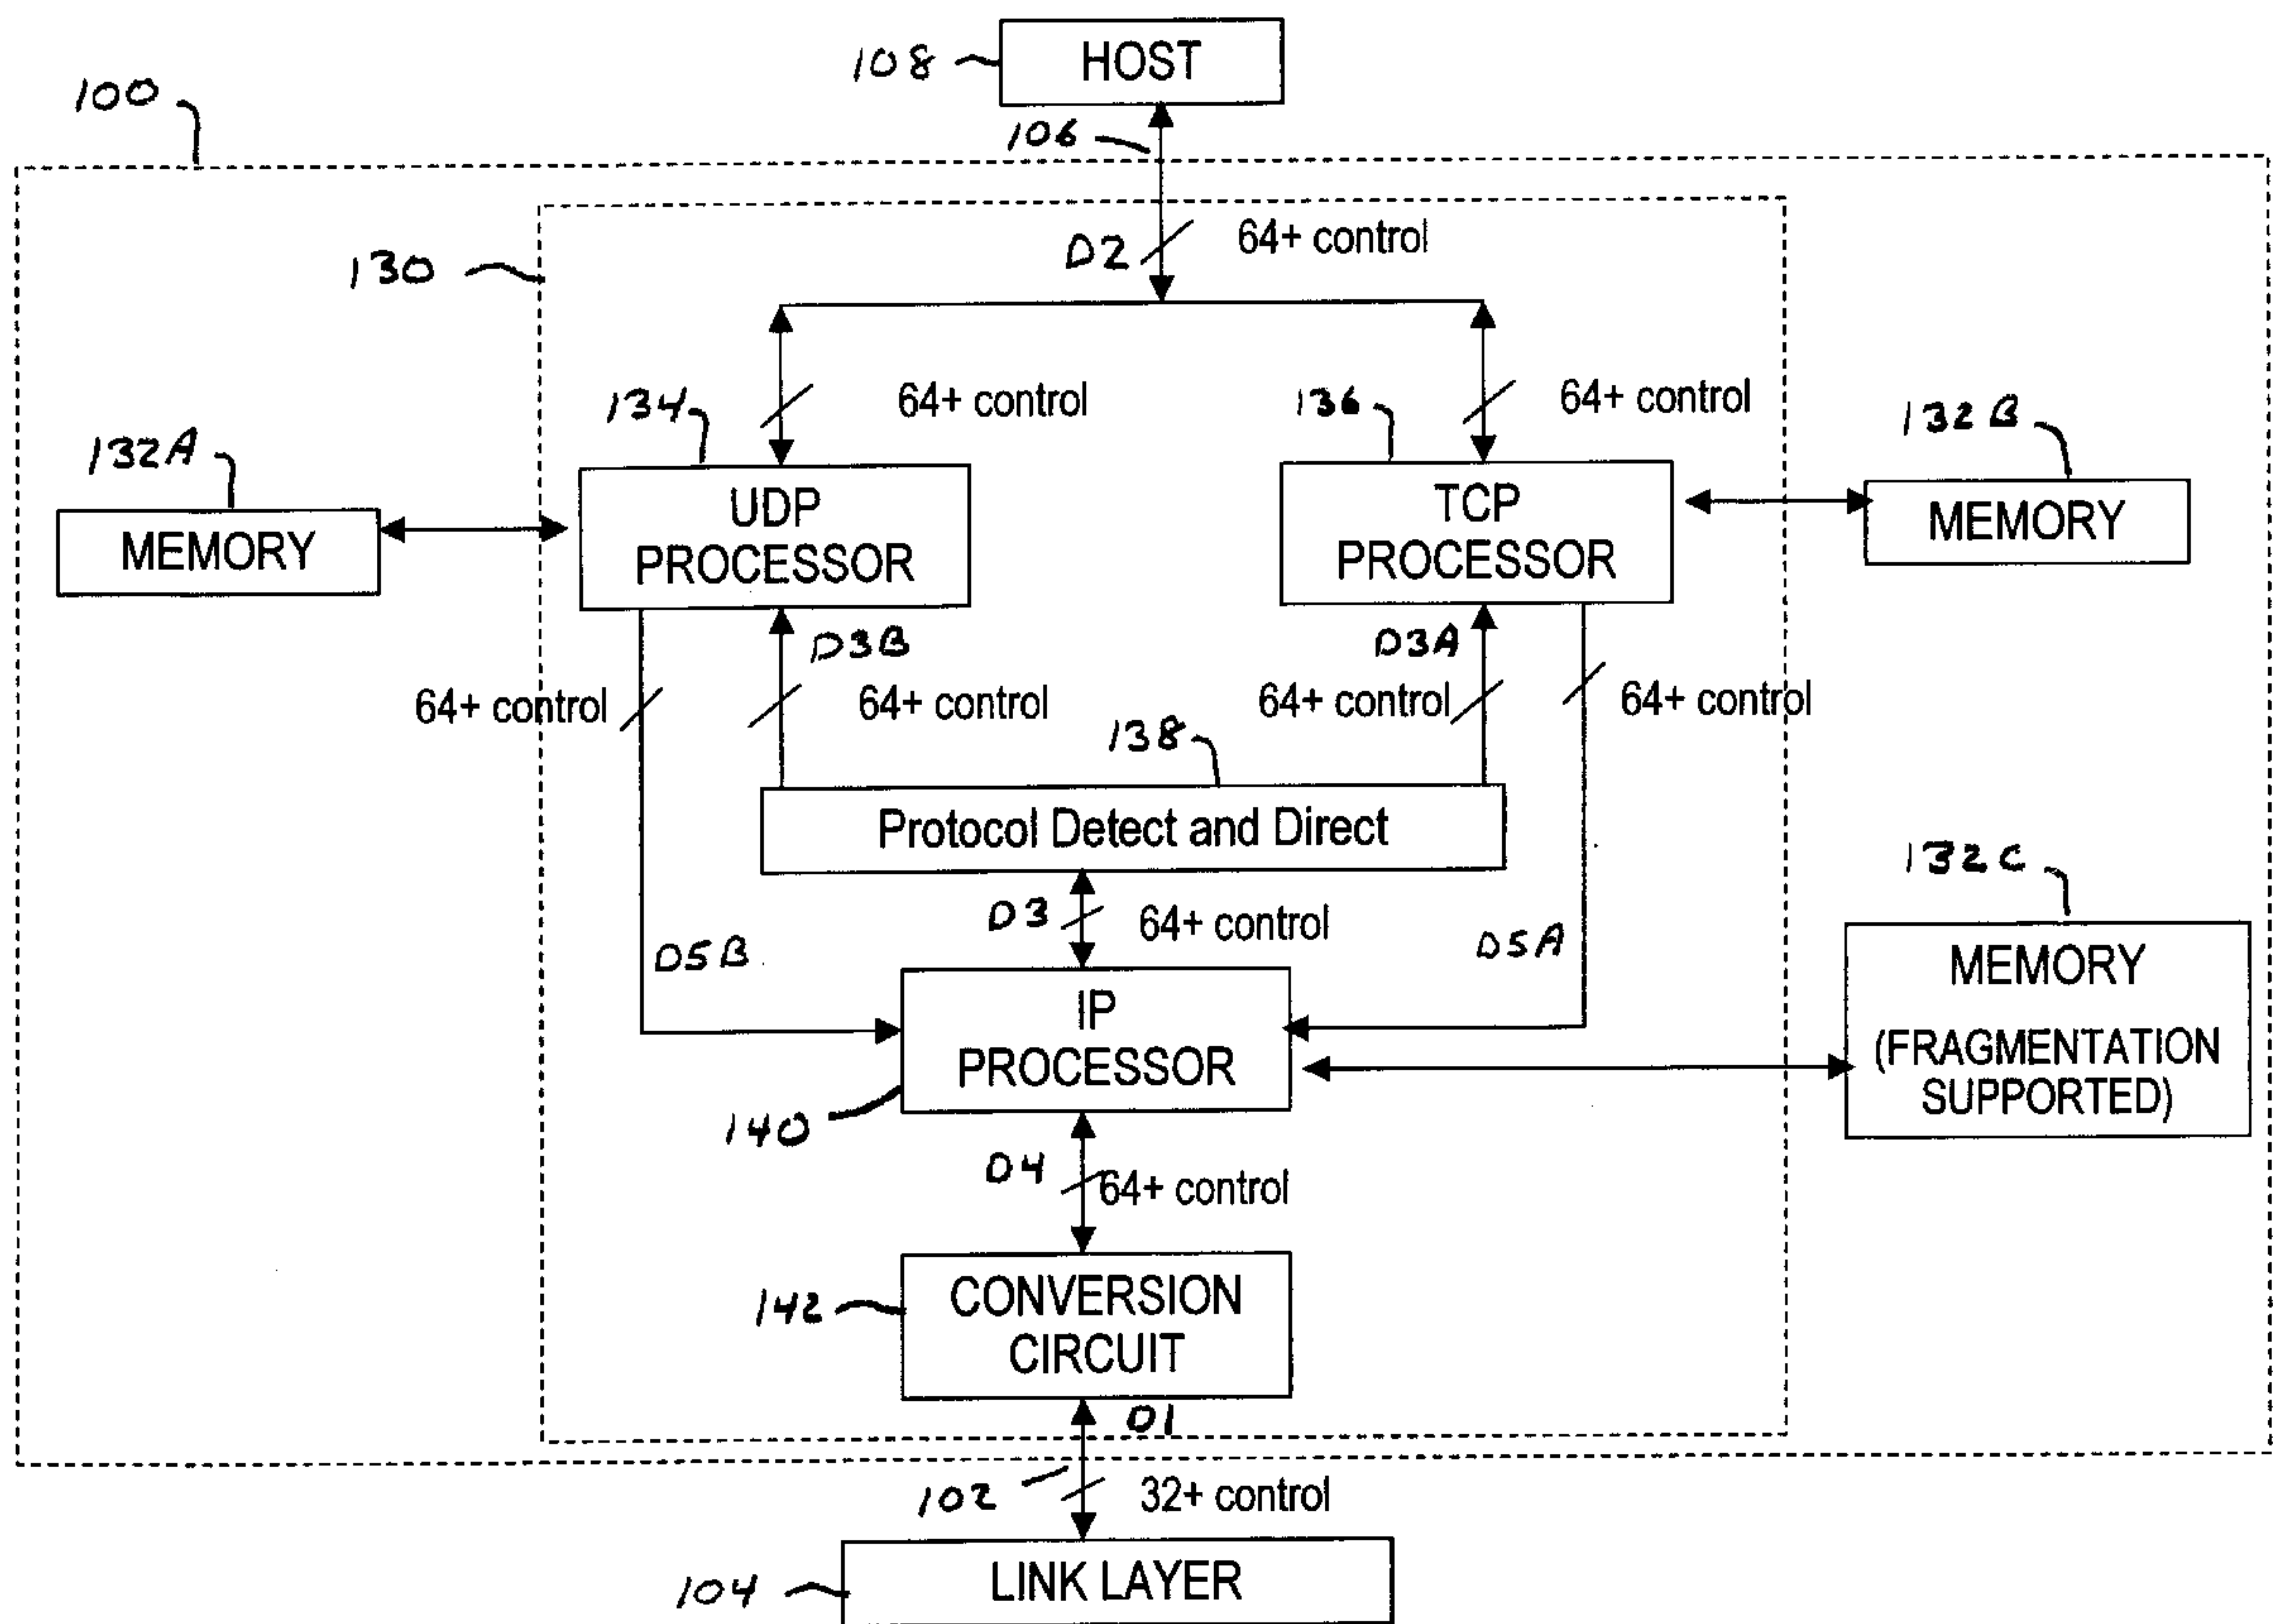 108 HOST
100
106
D2 64+ control
130
134 64+ control
136 64+ control
132A
132B
MEMORY
UDP
PROCESSOR
TCP
PROCESSOR
MEMORY
D3B
D3A
64+ control
64+ control
64+ control
64+ control
138
Protocol Detect and Direct
132C
D3 64+ control
D5B
D5A
MEMORY
(FRAGMENTATION
SUPPORTED)
IP
PROCESSOR
140
D4 64+ control
142
CONVERSION
CIRCUIT
D1
102 32+ control
104 LINK LAYER